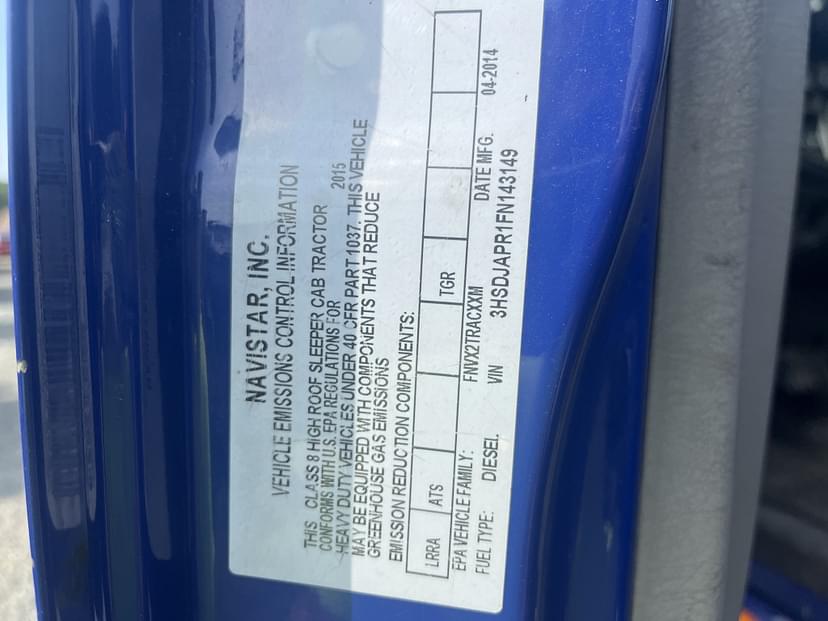 NAVISTAR, INC.
VEHICLE EMISSIONS CONTROL INFORMATION
THIS CLASS 8 HIGH ROOF SLEEPER CAB TRACTOR
CONFORMS WITH U.S. EPA REGULATIONS FOR 2015
HEAVY DUTY VEHICLES UNDER 40 CFR PART 1037. THIS VEHICLE
MAY BE EQUIPPED WITH COMPONENTS THAT REDUCE
GREENHOUSE GAS EMISSIONS
EMISSION REDUCTION COMPONENTS:
LRRA ATS TGR
EPA VEHICLE FAMILY: FNVX2TRACXXM
FUEL TYPE: DIESEL VIN 3HSDJAPR1FN143149 DATE MFG. 04-2014